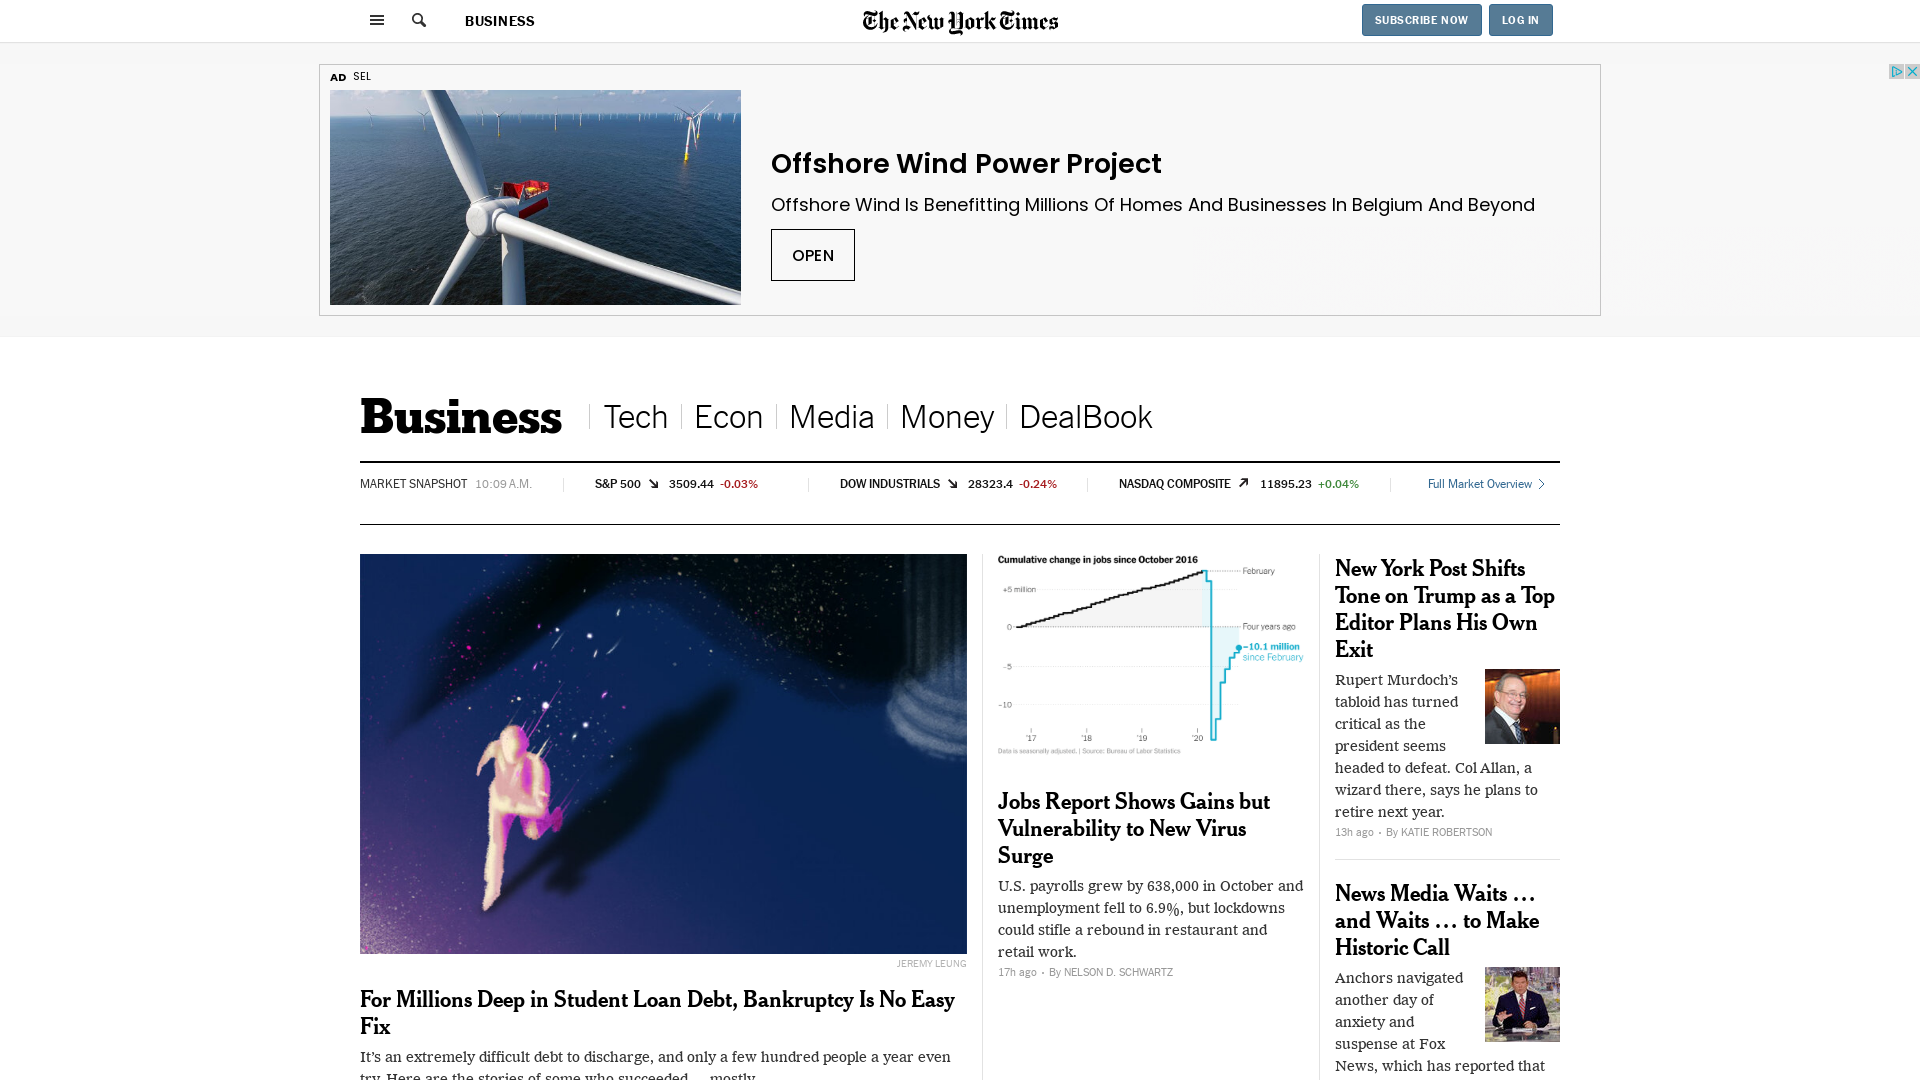 BUSINESS
The New York Times
SUBSCRIBE NOW
LOG IN
AD SEL
Offshore Wind Power Project
Offshore Wind Is Benefitting Millions Of Homes And Businesses In Belgium And Beyond
OPEN
Business
Tech
Econ
Media
Money
DealBook
MARKET SNAPSHOT 10:09 A.M.
S&P 500 3509.44 -0.03%
DOW INDUSTRIALS 28323.4 -0.24%
NASDAQ COMPOSITE 11895.23 +0.04%
Full Market Overview
JEREMY LEUNG
For Millions Deep in Student Loan Debt, Bankruptcy Is No Easy
Fix
It’s an extremely difficult debt to discharge, and only a few hundred people a year even
try. Here are the stories of some who succeeded … mostly.
Cumulative change in jobs since October 2016
February
+5 million
0
Four years ago
–10.1 million
since February
–5
–10
’17
’18
’19
’20
Data is seasonally adjusted. | Source: Bureau of Labor Statistics
Jobs Report Shows Gains but
Vulnerability to New Virus
Surge
U.S. payrolls grew by 638,000 in October and
unemployment fell to 6.9%, but lockdowns
could stifle a rebound in restaurant and
retail work.
17h ago • By NELSON D. SCHWARTZ
New York Post Shifts
Tone on Trump as a Top
Editor Plans His Own
Exit
Rupert Murdoch’s
tabloid has turned
critical as the
president seems
headed to defeat. Col Allan, a
wizard there, says he plans to
retire next year.
13h ago • By KATIE ROBERTSON
News Media Waits …
and Waits … to Make
Historic Call
Anchors navigated
another day of
anxiety and
suspense at Fox
News, which has reported that